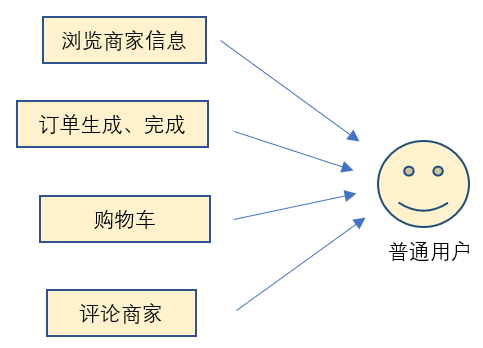 浏览商家信息
订单生成、完成
购物车
评论商家
普通用户